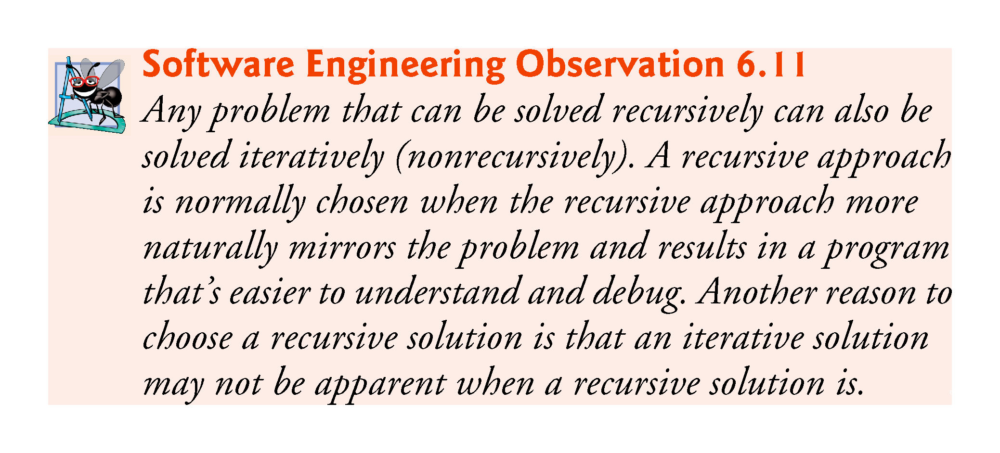 Software Engineering Observation 6.11
Any problem that can be solved recursively can also be
solved iteratively (nonrecursively). A recursive approach
is normally chosen when the recursive approach more
naturally mirrors the problem and results in a program
that’s easier to understand and debug. Another reason to
choose a recursive solution is that an iterative solution
may not be apparent when a recursive solution is.